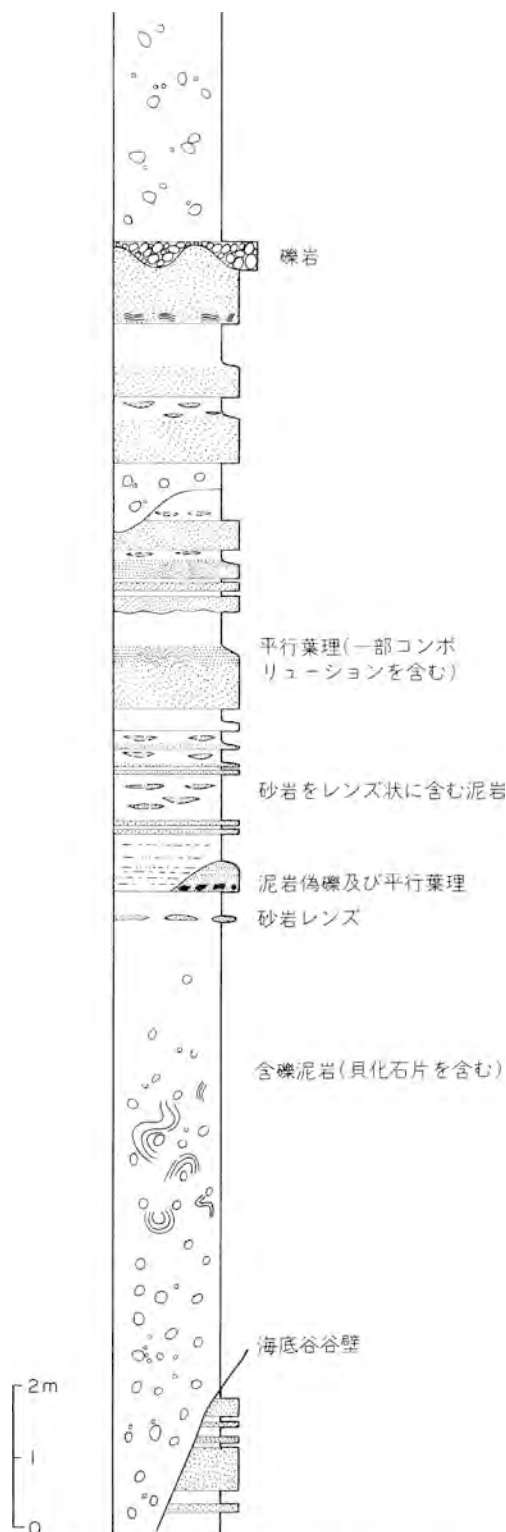 礫岩
平行葉理(一部コンボ
リューションを含む)
砂岩をレンズ状に含む泥岩
泥岩偽礫及び平行葉理
砂岩レンズ
含礫泥岩(貝化石片を含む)
海底谷谷壁
2m
1
0